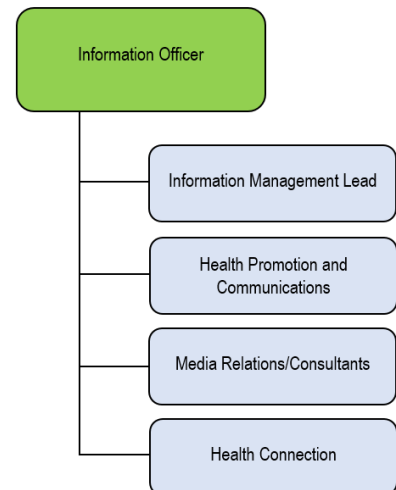 Information Officer
Information Management Lead
Health Promotion and
Communications
Media Relations/Consultants
Health Connection